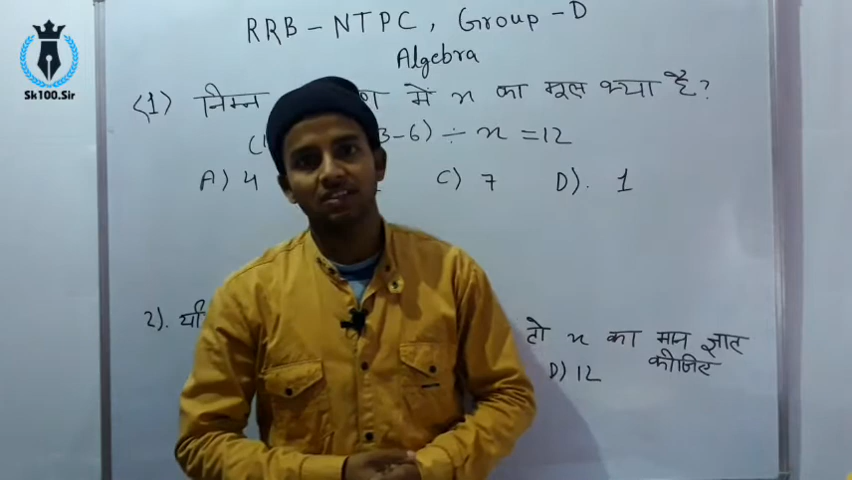 Sk100.Sir
RRB - NTPC, Group - D
Algebra
(1) निम्न में x का मूल क्या है?
3-6) ÷ x = 12
A) 4 C) 7 D). 1
2). तो x का मान ज्ञात
D) 12 कीजिए